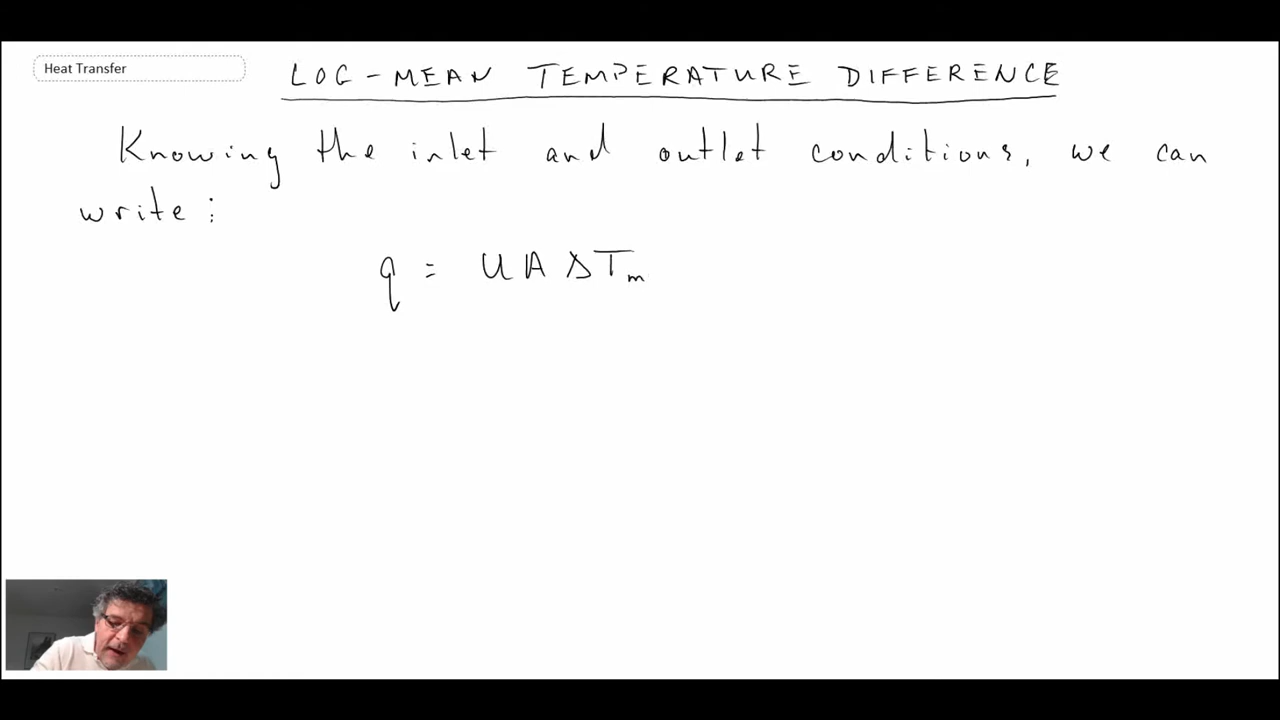 Heat Transfer
LOG-MEAN TEMPERATURE DIFFERENCE
Knowing the inlet and outlet conditions, we can
write:
q = UAΔTm